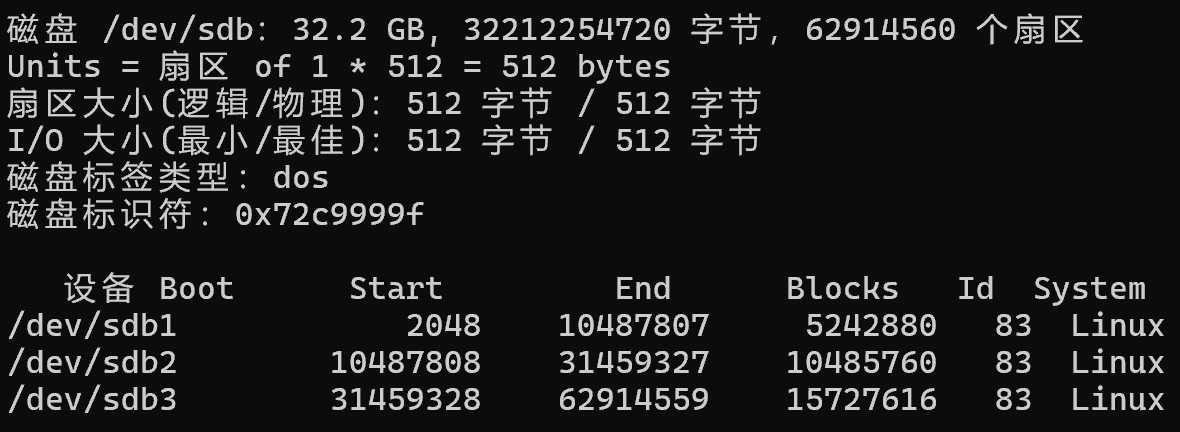 磁盘 /dev/sdb：32.2 GB, 32212254720 字节，62914560 个扇区
Units = 扇区 of 1 * 512 = 512 bytes
扇区大小(逻辑/物理)：512 字节 / 512 字节
I/O 大小(最小/最佳)：512 字节 / 512 字节
磁盘标签类型：dos
磁盘标识符：0x72c9999f
设备 Boot Start End Blocks Id System
/dev/sdb1 2048 10487807 5242880 83 Linux
/dev/sdb2 10487808 31459327 10485760 83 Linux
/dev/sdb3 31459328 62914559 15727616 83 Linux